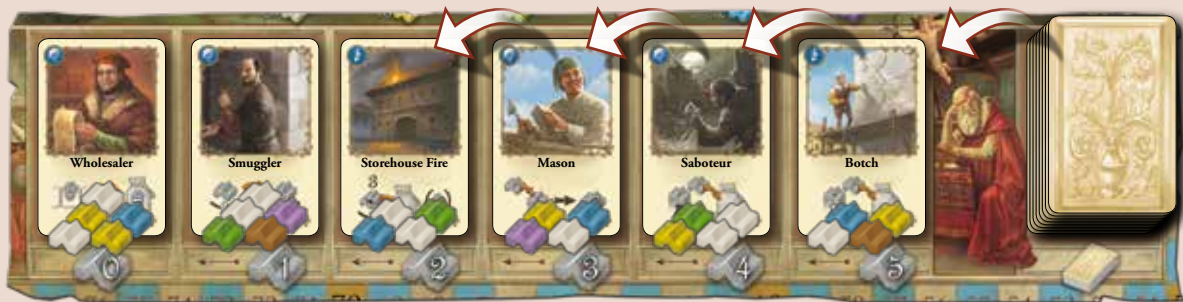 Wholesaler
Smuggler
Storehouse Fire
Mason
Saboteur
Botch
3
0
1
2
3
4
5